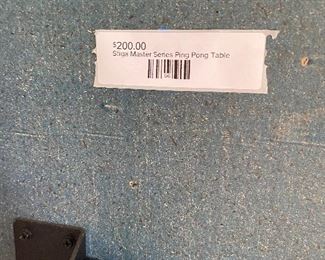 $200.00
Stiga Master Series Ping Pong Table